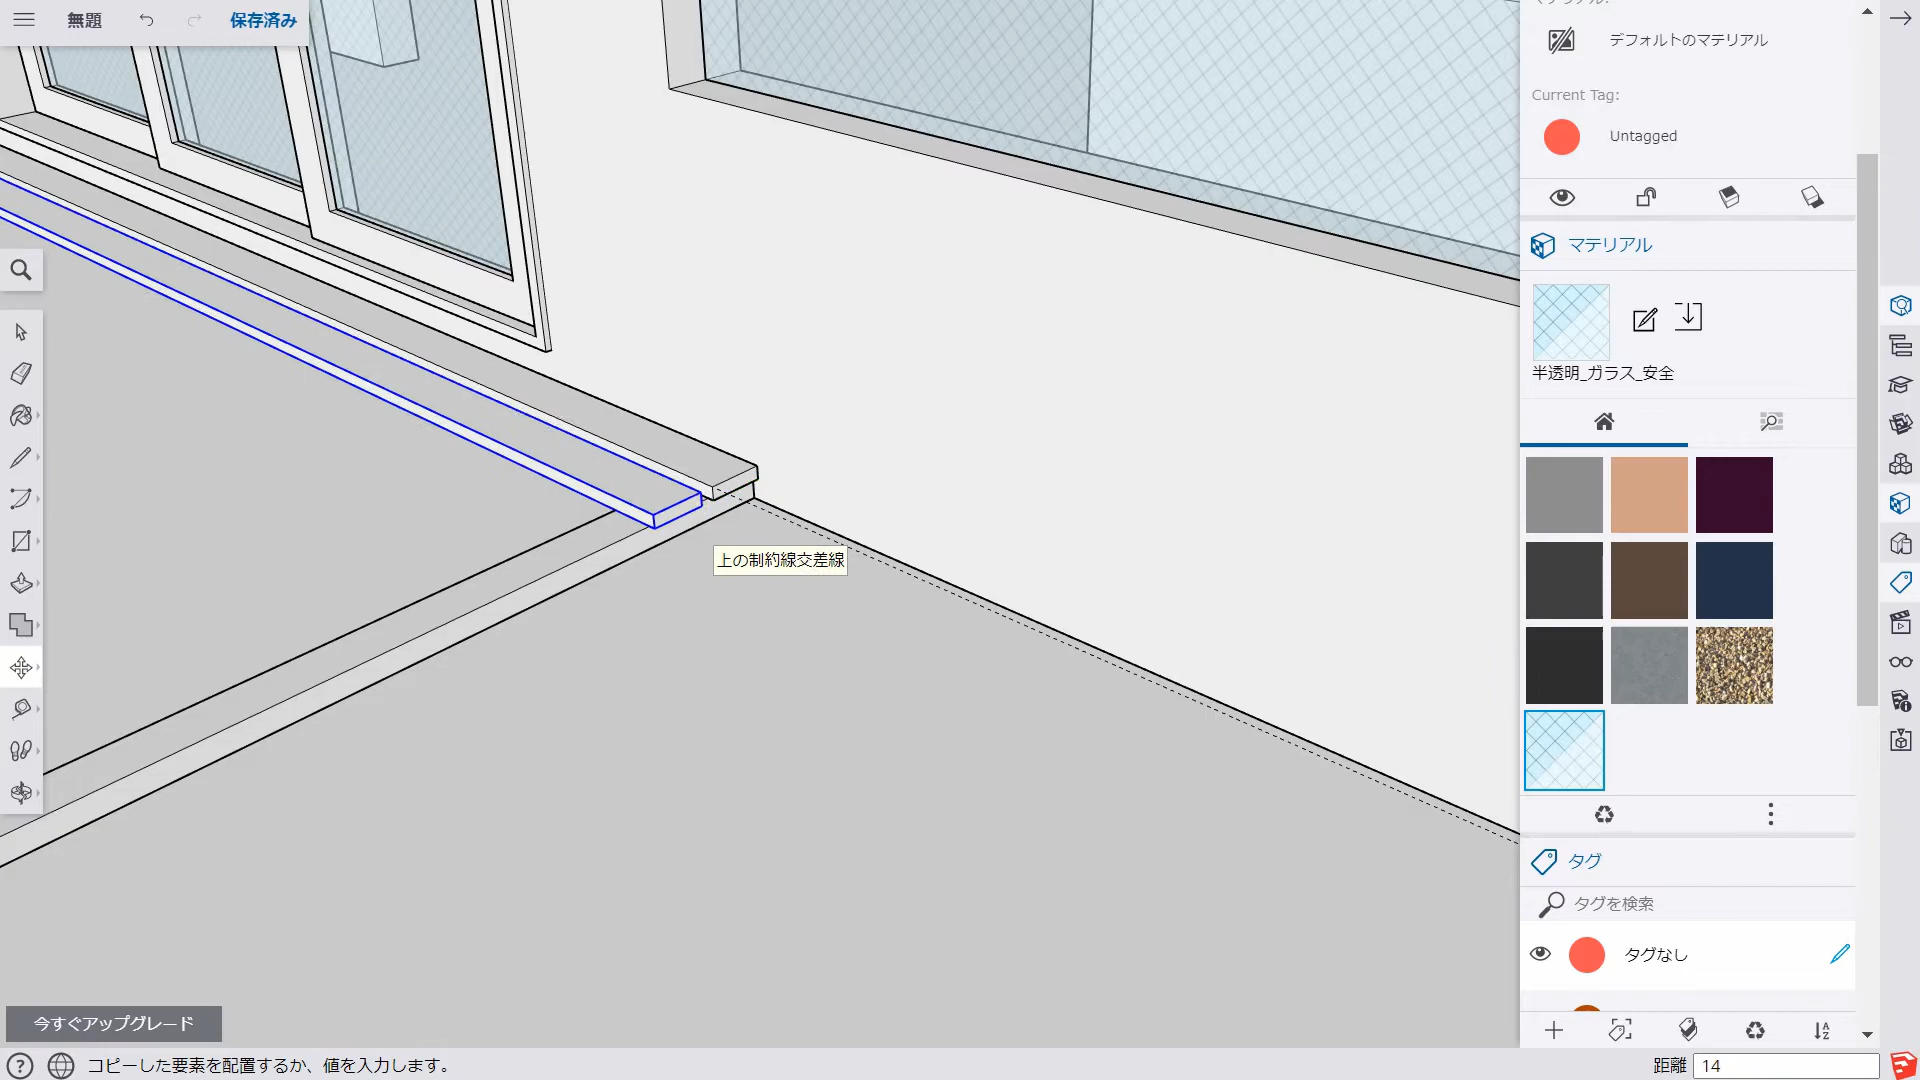 無題
保存済み
デフォルトのマテリアル
Current Tag:
Untagged
マテリアル
半透明_ガラス_安全
上の制約線交差線
タグ
タグを検索
タグなし
今すぐアップグレード
コピーした要素を配置するか、値を入力します。
距離 14